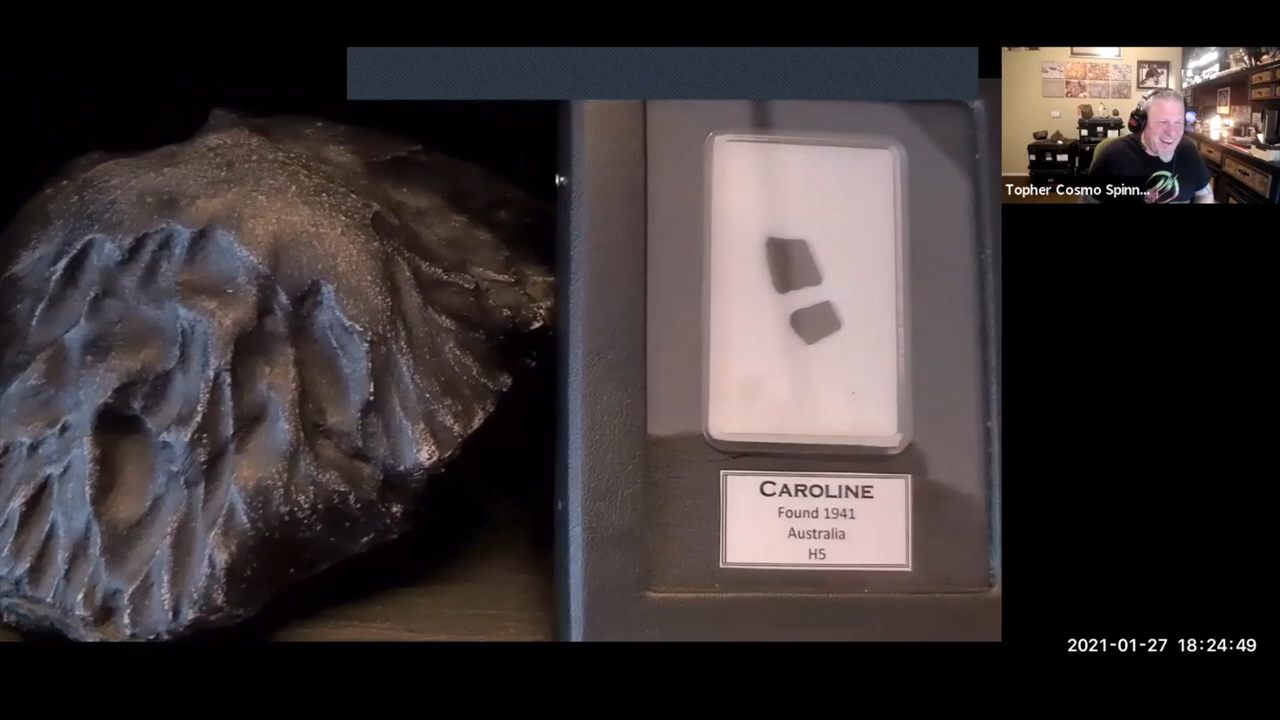 Topher Cosmo Spinn...
CAROLINE
Found 1941
Australia
H5
2021-01-27 18:24:49